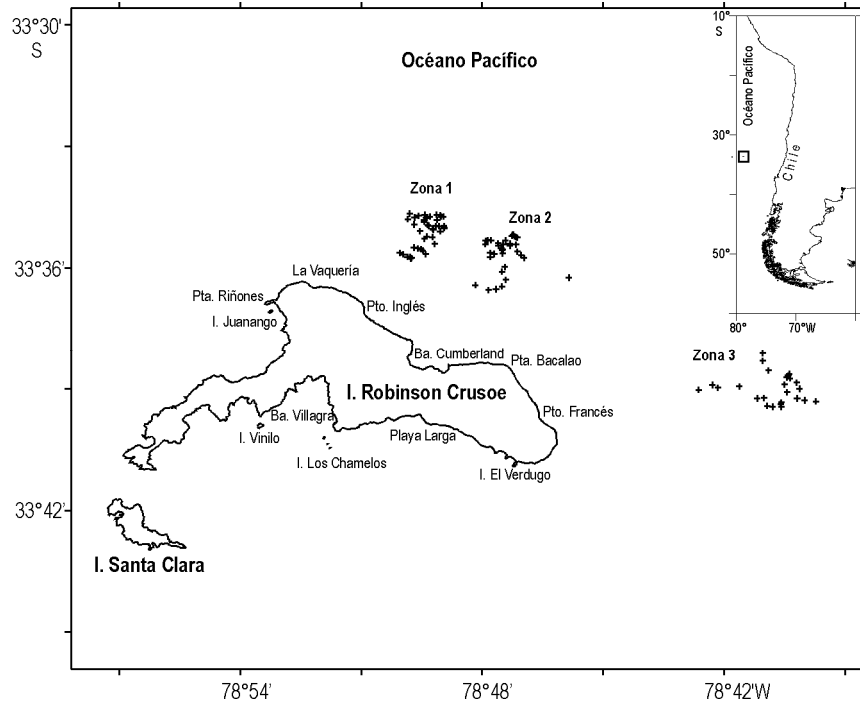 33°30'
S
Océano Pacífico
10°
S
Océano Pacífico
30°
Chile
50°
80°
70°W
Zona 1
Zona 2
33°36'
La Vaquería
Pta. Riñones
I. Juanango
Pto. Inglés
Ba. Cumberland
Pta. Bacalao
Zona 3
I. Robinson Crusoe
Ba. Villagra
Pto. Francés
I. Vinilo
Playa Larga
I. Los Chamelos
I. El Verdugo
33°42'
I. Santa Clara
78°54'
78°48'
78°42'W